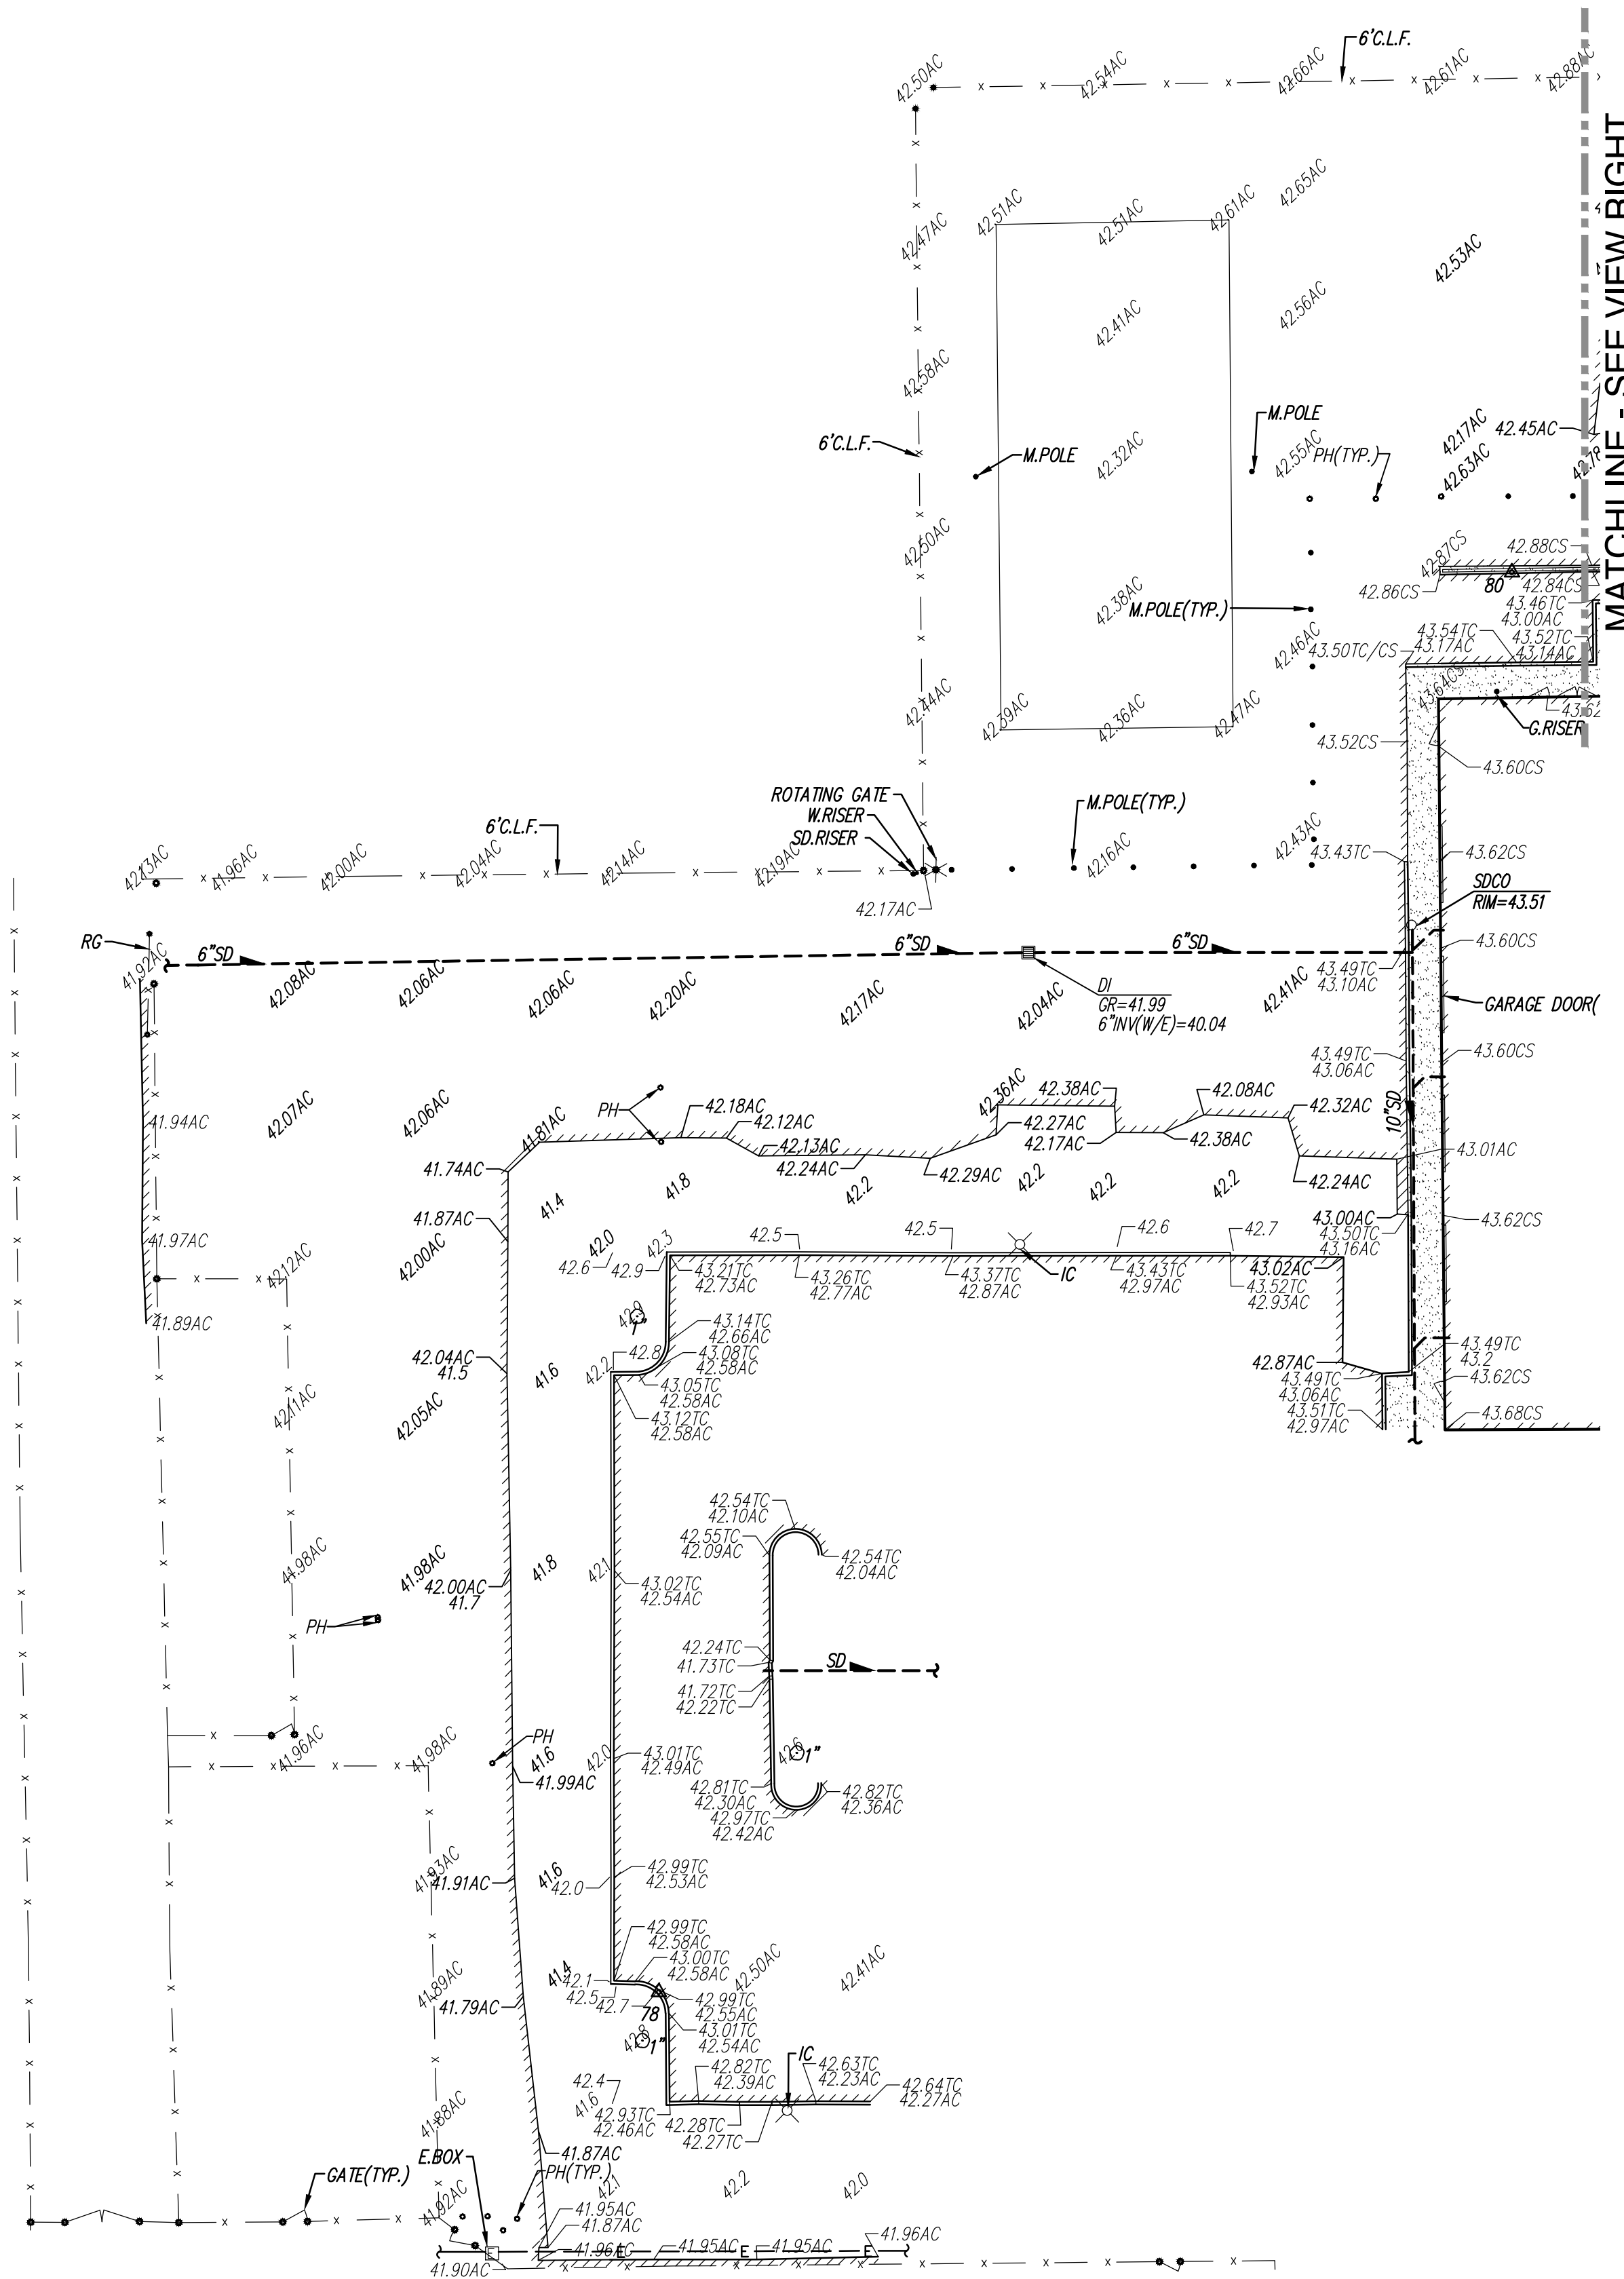 6'C.L.F.
42.50AC
42.54AC
42.66AC
42.61AC
42.88AC
MATCHLINE - SEE VIEW RIGHT
42.47AC
42.51AC
42.51AC
42.61AC
42.65AC
42.53AC
42.41AC
42.56AC
42.58AC
6'C.L.F.
M.POLE
M.POLE
42.32AC
42.55AC
PH(TYP.)
42.17AC
42.63AC
42.45AC
42.50AC
42.38AC
M.POLE(TYP.)
42.87CS
42.88CS
42.86CS
80
42.84CS
43.46TC
43.00AC
43.54TC
43.17AC
43.52TC
43.14AC
42.46AC
43.50TC/CS
43.64CS
43.62
G.RISER
42.44AC
42.39AC
42.36AC
42.47AC
43.52CS
43.60CS
ROTATING GATE
W.RISER
SD.RISER
M.POLE(TYP.)
6'C.L.F.
42.13AC
41.96AC
42.00AC
42.04AC
42.14AC
42.19AC
42.17AC
42.16AC
42.43AC
43.43TC
43.62CS
SDCO
RIM=43.51
RG
41.92AC
6"SD
6"SD
6"SD
43.60CS
43.49TC
43.10AC
42.08AC
42.06AC
42.06AC
42.20AC
42.17AC
42.04AC
DI
GR=41.99
6"INV(W/E)=40.04
42.41AC
GARAGE DOOR(
43.49TC
43.06AC
43.60CS
10"SD
41.94AC
42.07AC
42.06AC
41.81AC
PH
42.18AC
42.12AC
42.13AC
42.24AC
42.36AC
42.38AC
42.27AC
42.17AC
42.29AC
42.08AC
42.38AC
42.32AC
42.24AC
43.01AC
41.74AC
41.4
41.8
42.2
42.2
42.2
42.2
41.87AC
43.00AC
43.50TC
43.16AC
43.62CS
41.97AC
42.12AC
42.00AC
42.0
42.6
42.9
42.3
42.5
42.5
42.6
42.7
43.21TC
42.73AC
43.26TC
42.77AC
43.37TC
42.87AC
IC
43.43TC
42.97AC
43.02AC
43.52TC
42.93AC
41.89AC
1"
43.14TC
42.66AC
43.08TC
42.58AC
42.8
42.2
42.04AC
41.5
41.6
43.05TC
42.58AC
43.12TC
42.58AC
42.87AC
43.49TC
43.2
43.49TC
43.06AC
43.51TC
42.97AC
43.62CS
43.68CS
42.11AC
42.05AC
42.54TC
42.10AC
42.55TC
42.09AC
42.54TC
42.04AC
41.98AC
41.98AC
42.00AC
41.7
41.8
42.1
43.02TC
42.54AC
PH
42.24TC
41.73TC
SD
41.72TC
42.22TC
41.96AC
41.98AC
PH
41.6
41.99AC
42.0
43.01TC
42.49AC
42.6
1"
42.81TC
42.30AC
42.97TC
42.42AC
42.82TC
42.36AC
41.93AC
41.91AC
41.6
42.0
42.99TC
42.53AC
42.99TC
42.58AC
43.00TC
42.58AC
42.50AC
42.41AC
41.89AC
41.79AC
41.4
42.1
42.5
42.7
78
42.99TC
42.55AC
43.01TC
42.54AC
42.8
1"
IC
42.4
41.6
42.82TC
42.39AC
42.63TC
42.23AC
42.64TC
42.27AC
42.93TC
42.46AC
42.28TC
42.27TC
41.88AC
E.BOX
41.87AC
PH(TYP.)
GATE(TYP.)
42.1
42.2
42.0
41.92AC
41.95AC
41.87AC
41.96AC
E
41.95AC
E
41.95AC
E
41.96AC
E
41.90AC